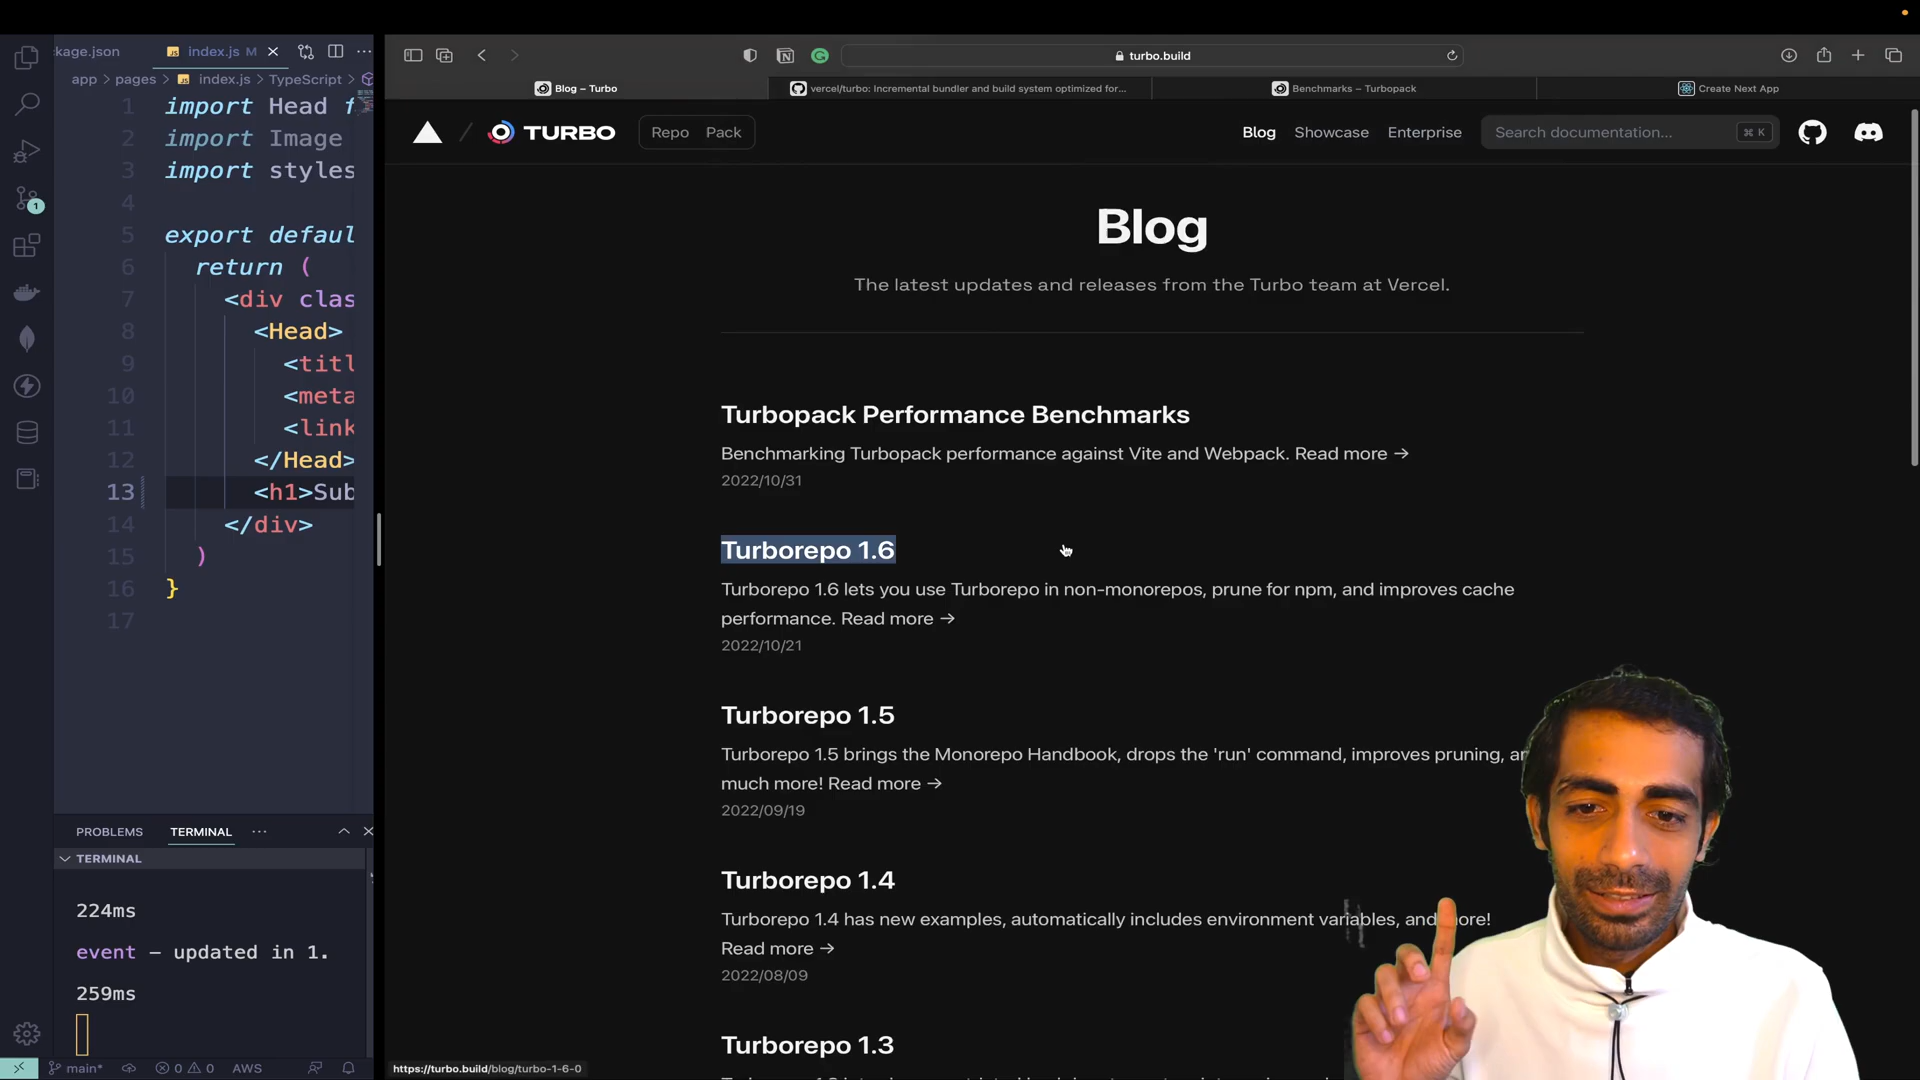 kage.json
index.js M
app > pages > index.js > TypeScript >
1 import Head f
2 import Image
3 import styles
4
5 export defaul
6 return (
7 <div clas
8 <Head>
9 <titl
10 <meta
11 <link
12 </Head>
13 <h1>Sub
14 </div>
15 )
16 }
17
PROBLEMS
TERMINAL
TERMINAL
224ms
event – updated in 1.
259ms
main*
0 0
AWS
1
turbo.build
Blog – Turbo
vercel/turbo: Incremental bundler and build system optimized for...
Benchmarks – Turbopack
Create Next App
TURBO
Repo Pack
Blog Showcase Enterprise
Search documentation...
⌘ K
Blog
The latest updates and releases from the Turbo team at Vercel.
Turbopack Performance Benchmarks
Benchmarking Turbopack performance against Vite and Webpack. Read more →
2022/10/31
Turborepo 1.6
Turborepo 1.6 lets you use Turborepo in non-monorepos, prune for npm, and improves cache
performance. Read more →
2022/10/21
Turborepo 1.5
Turborepo 1.5 brings the Monorepo Handbook, drops the 'run' command, improves pruning,
much more! Read more →
2022/09/19
Turborepo 1.4
Turborepo 1.4 has new examples, automatically includes environment variables, and more!
Read more →
2022/08/09
Turborepo 1.3
https://turbo.build/blog/turbo-1-6-0